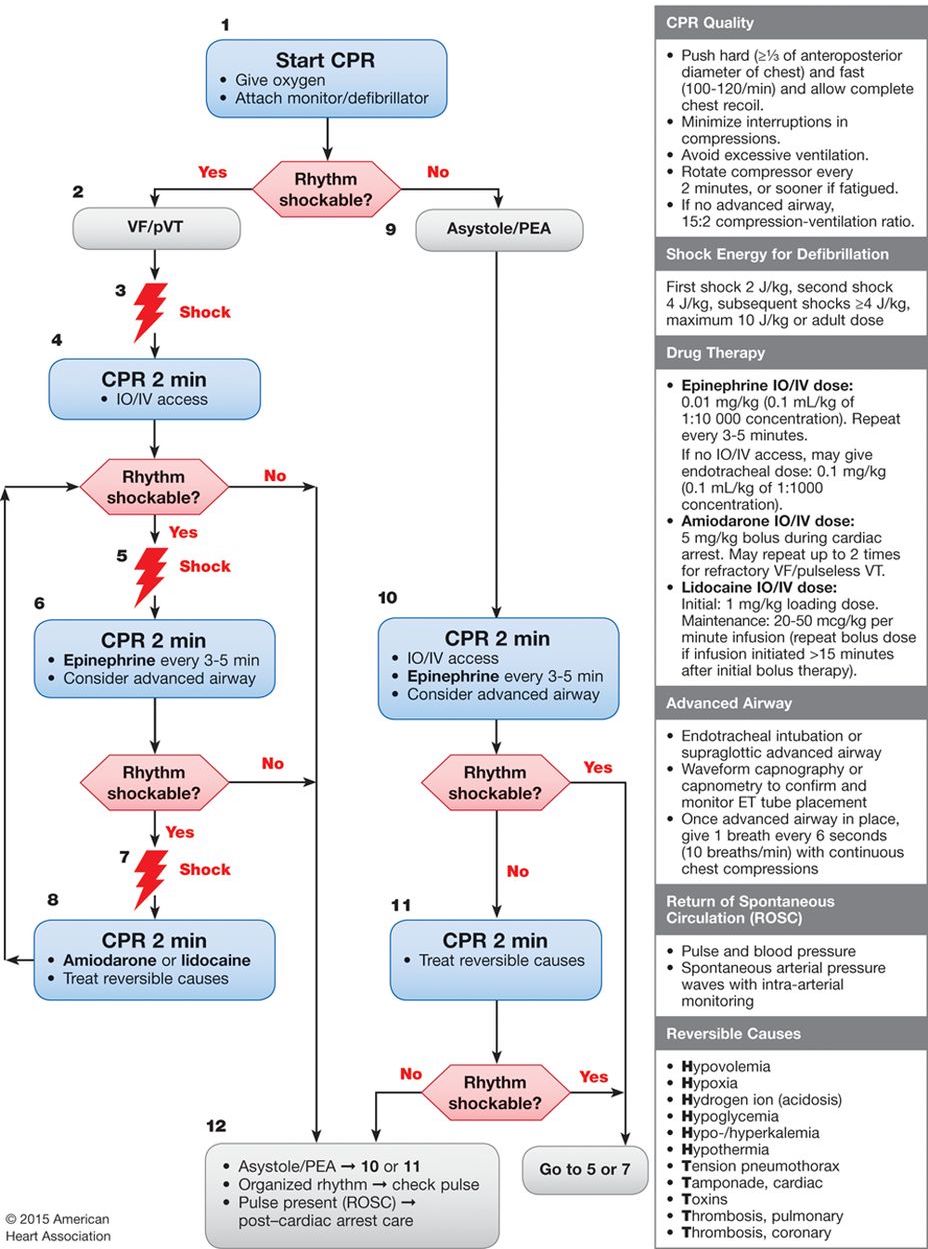 1
Start CPR
• Give oxygen
• Attach monitor/defibrillator
Rhythm
shockable?
Yes
No
2
VF/pVT
9
Asystole/PEA
3
Shock
4
CPR 2 min
• IO/IV access
Rhythm
shockable?
No
Yes
5
Shock
6
CPR 2 min
• Epinephrine every 3-5 min
• Consider advanced airway
Rhythm
shockable?
No
Yes
7
Shock
8
CPR 2 min
• Amiodarone or lidocaine
• Treat reversible causes
10
CPR 2 min
• IO/IV access
• Epinephrine every 3-5 min
• Consider advanced airway
Rhythm
shockable?
Yes
No
11
CPR 2 min
• Treat reversible causes
Rhythm
shockable?
No
Yes
12
• Asystole/PEA → 10 or 11
• Organized rhythm → check pulse
• Pulse present (ROSC) →
post–cardiac arrest care
Go to 5 or 7
© 2015 American
Heart Association
CPR Quality
• Push hard (≥⅓ of anteroposterior
diameter of chest) and fast
(100-120/min) and allow complete
chest recoil.
• Minimize interruptions in
compressions.
• Avoid excessive ventilation.
• Rotate compressor every
2 minutes, or sooner if fatigued.
• If no advanced airway,
15:2 compression-ventilation ratio.
Shock Energy for Defibrillation
First shock 2 J/kg, second shock
4 J/kg, subsequent shocks ≥4 J/kg,
maximum 10 J/kg or adult dose
Drug Therapy
• Epinephrine IO/IV dose:
0.01 mg/kg (0.1 mL/kg of
1:10 000 concentration). Repeat
every 3-5 minutes.
If no IO/IV access, may give
endotracheal dose: 0.1 mg/kg
(0.1 mL/kg of 1:1000
concentration).
• Amiodarone IO/IV dose:
5 mg/kg bolus during cardiac
arrest. May repeat up to 2 times
for refractory VF/pulseless VT.
• Lidocaine IO/IV dose:
Initial: 1 mg/kg loading dose.
Maintenance: 20-50 mcg/kg per
minute infusion (repeat bolus dose
if infusion initiated >15 minutes
after initial bolus therapy).
Advanced Airway
• Endotracheal intubation or
supraglottic advanced airway
• Waveform capnography or
capnometry to confirm and
monitor ET tube placement
• Once advanced airway in place,
give 1 breath every 6 seconds
(10 breaths/min) with continuous
chest compressions
Return of Spontaneous
Circulation (ROSC)
• Pulse and blood pressure
• Spontaneous arterial pressure
waves with intra-arterial
monitoring
Reversible Causes
• Hypovolemia
• Hypoxia
• Hydrogen ion (acidosis)
• Hypoglycemia
• Hypo-/hyperkalemia
• Hypothermia
• Tension pneumothorax
• Tamponade, cardiac
• Toxins
• Thrombosis, pulmonary
• Thrombosis, coronary